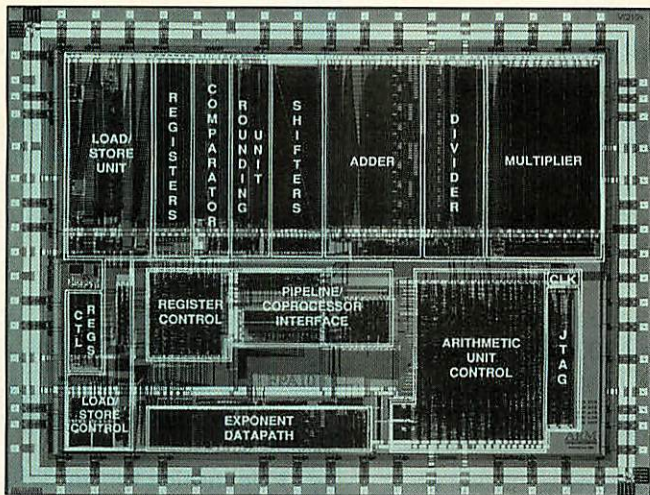 LOAD/
STORE
UNIT
REGISTERS
COMPARATOR
ROUNDING
UNIT
SHIFTERS
ADDER
DIVIDER
MULTIPLIER
CTL
REGS
REGISTER
CONTROL
PIPELINE/
COPROCESSOR
INTERFACE
ARITHMETIC
UNIT
CONTROL
CLK
JTAG
LOAD/
STORE
CONTROL
EXPONENT
DATAPATH